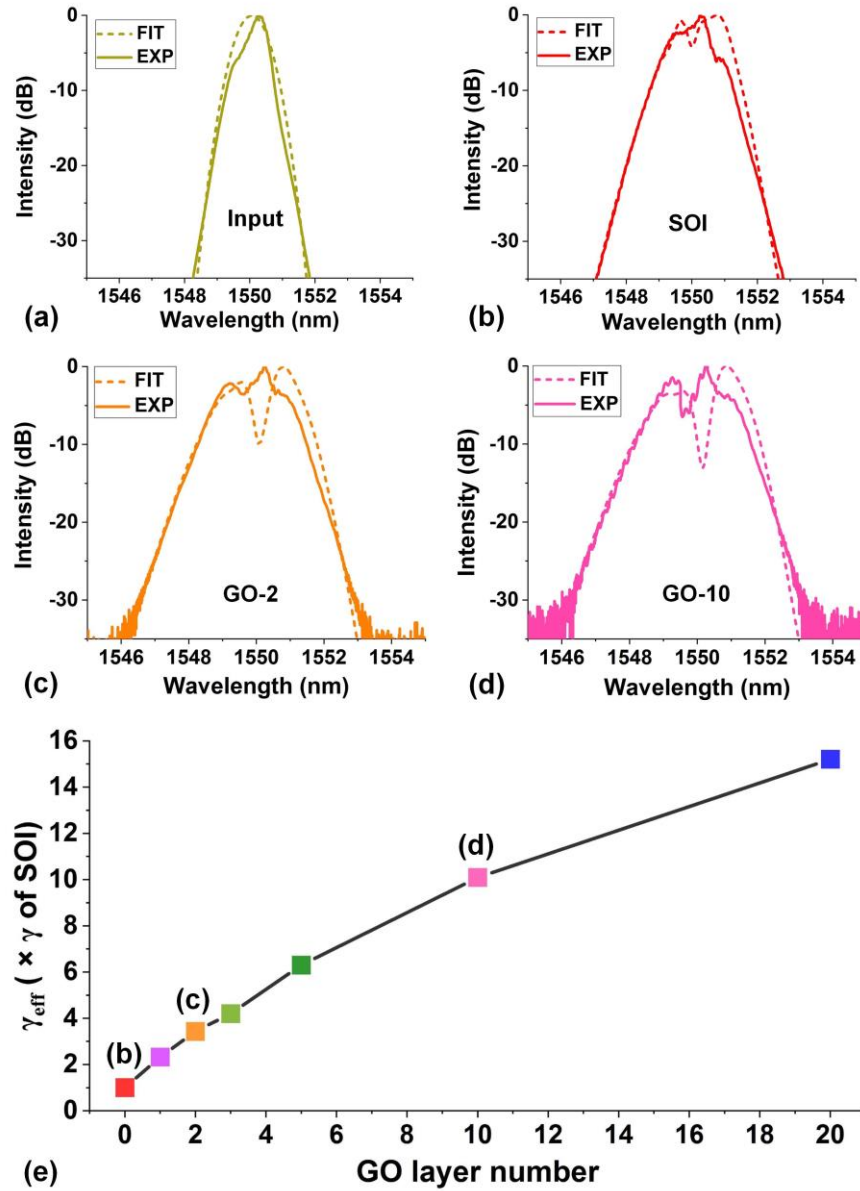 Intensity (dB)
0
-10
-20
-30
FIT
EXP
Input
1546 1548 1550 1552 1554
Wavelength (nm)
(a)
Intensity (dB)
0
-10
-20
-30
FIT
EXP
SOI
1546 1548 1550 1552 1554
Wavelength (nm)
(b)
Intensity (dB)
0
-10
-20
-30
FIT
EXP
GO-2
1546 1548 1550 1552 1554
Wavelength (nm)
(c)
Intensity (dB)
0
-10
-20
-30
FIT
EXP
GO-10
1546 1548 1550 1552 1554
Wavelength (nm)
(d)
γeff ( × γ of SOI)
16
14
12
10
8
6
4
2
0
(b)
(c)
(d)
0 2 4 6 8 10 12 14 16 18 20
GO layer number
(e)